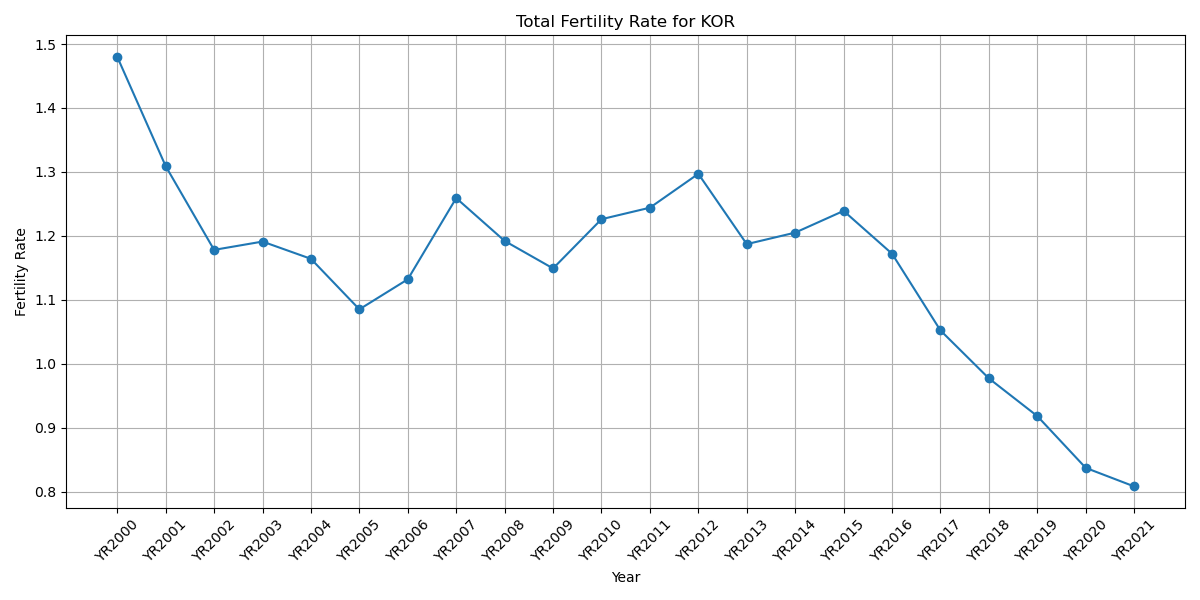 Total Fertility Rate for KOR
Fertility Rate
1.5
1.4
1.3
1.2
1.1
1.0
0.9
0.8
YR2000
YR2001
YR2002
YR2003
YR2004
YR2005
YR2006
YR2007
YR2008
YR2009
YR2010
YR2011
YR2012
YR2013
YR2014
YR2015
YR2016
YR2017
YR2018
YR2019
YR2020
YR2021
Year